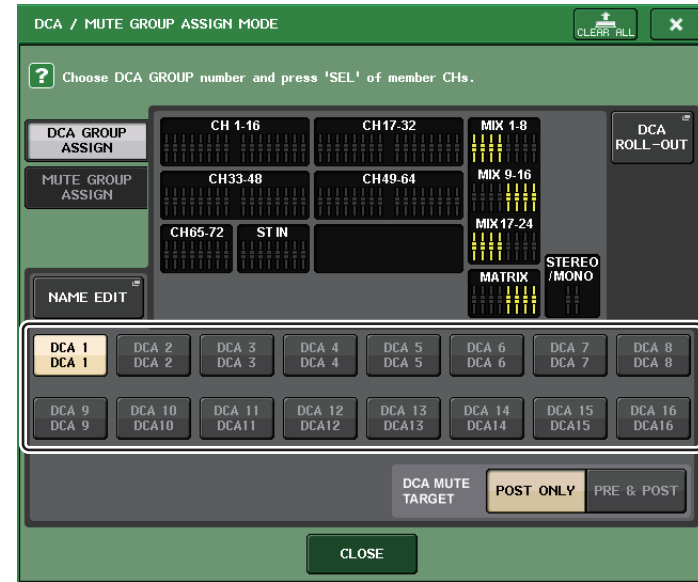 DCA / MUTE GROUP ASSIGN MODE
CLEAR ALL
?
Choose DCA GROUP number and press 'SEL' of member CHs.
DCA GROUP
ASSIGN
MUTE GROUP
ASSIGN
CH 1-16
CH17-32
MIX 1-8
DCA
ROLL-OUT
CH33-48
CH49-64
MIX 9-16
CH65-72
ST IN
MIX17-24
MATRIX
STEREO
/MONO
NAME EDIT
DCA 1
DCA 1
DCA 2
DCA 2
DCA 3
DCA 3
DCA 4
DCA 4
DCA 5
DCA 5
DCA 6
DCA 6
DCA 7
DCA 7
DCA 8
DCA 8
DCA 9
DCA 9
DCA 10
DCA10
DCA 11
DCA11
DCA 12
DCA12
DCA 13
DCA13
DCA 14
DCA14
DCA 15
DCA15
DCA 16
DCA16
DCA MUTE
TARGET
POST ONLY
PRE & POST
CLOSE